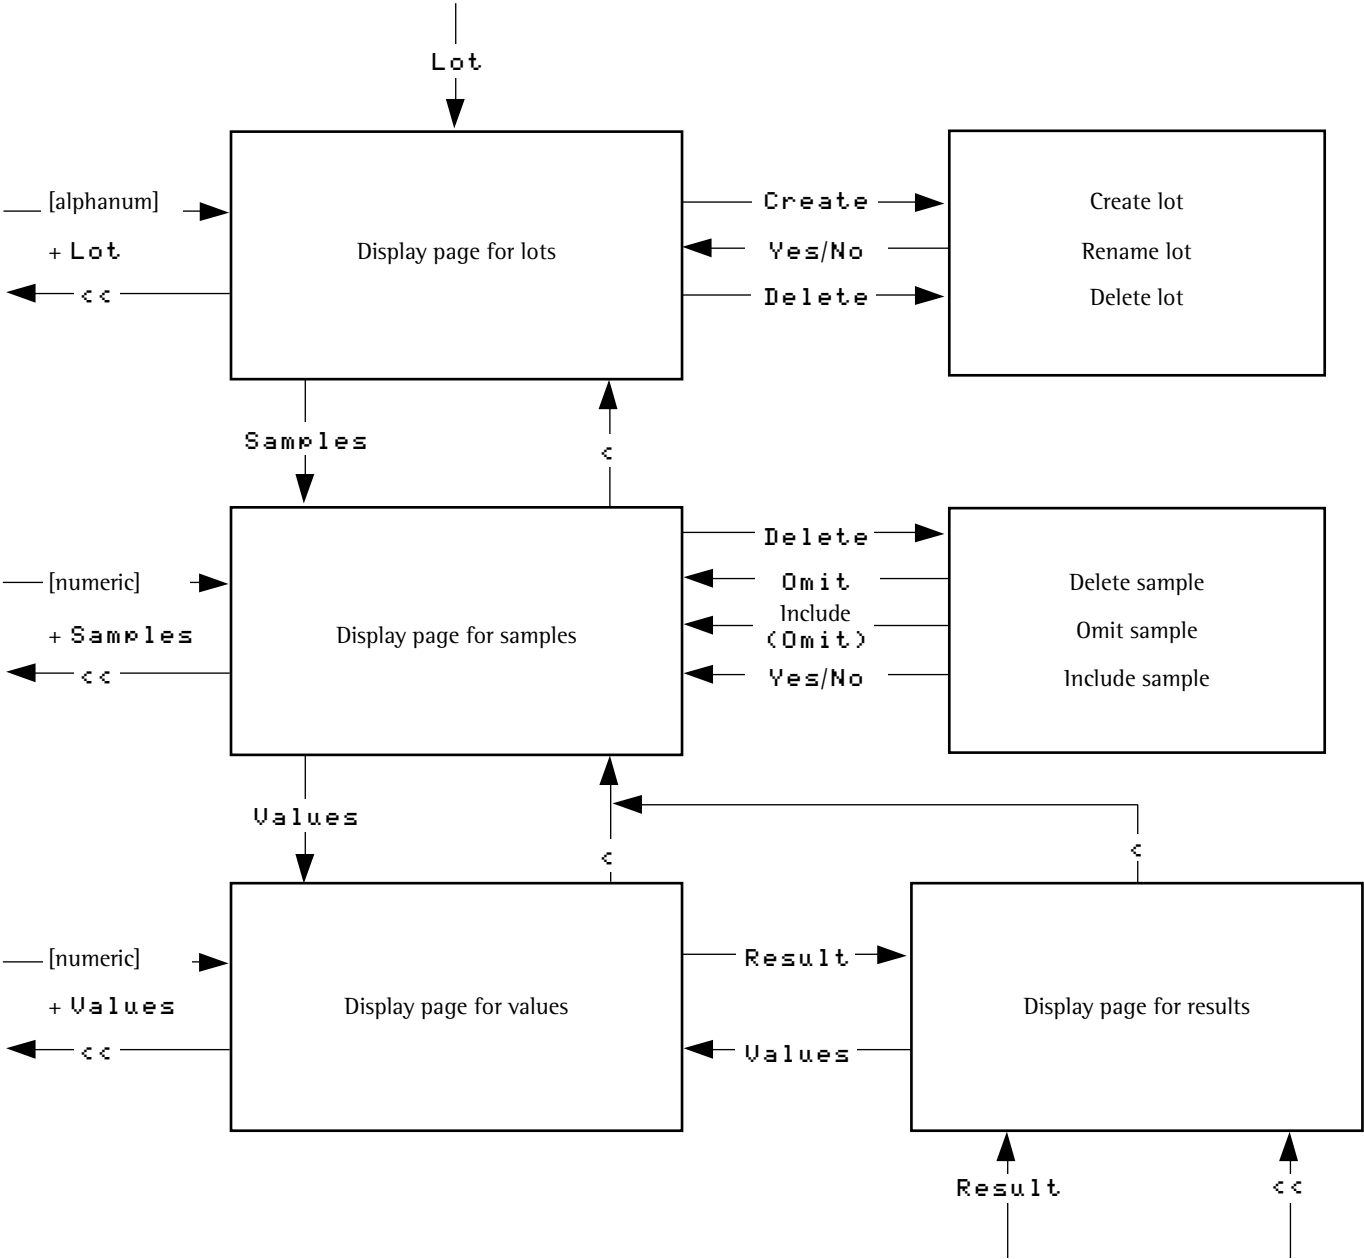 Lot
[alphanum]
+ Lot
<<
Display page for lots
Create
Yes/No
Delete
Create lot
Rename lot
Delete lot
Samples
<
[numeric]
+ Samples
<<
Display page for samples
Delete
Omit
Include
(Omit)
Yes/No
Delete sample
Omit sample
Include sample
Values
<
<
[numeric]
+ Values
<<
Display page for values
Result
Values
Display page for results
Result
<<